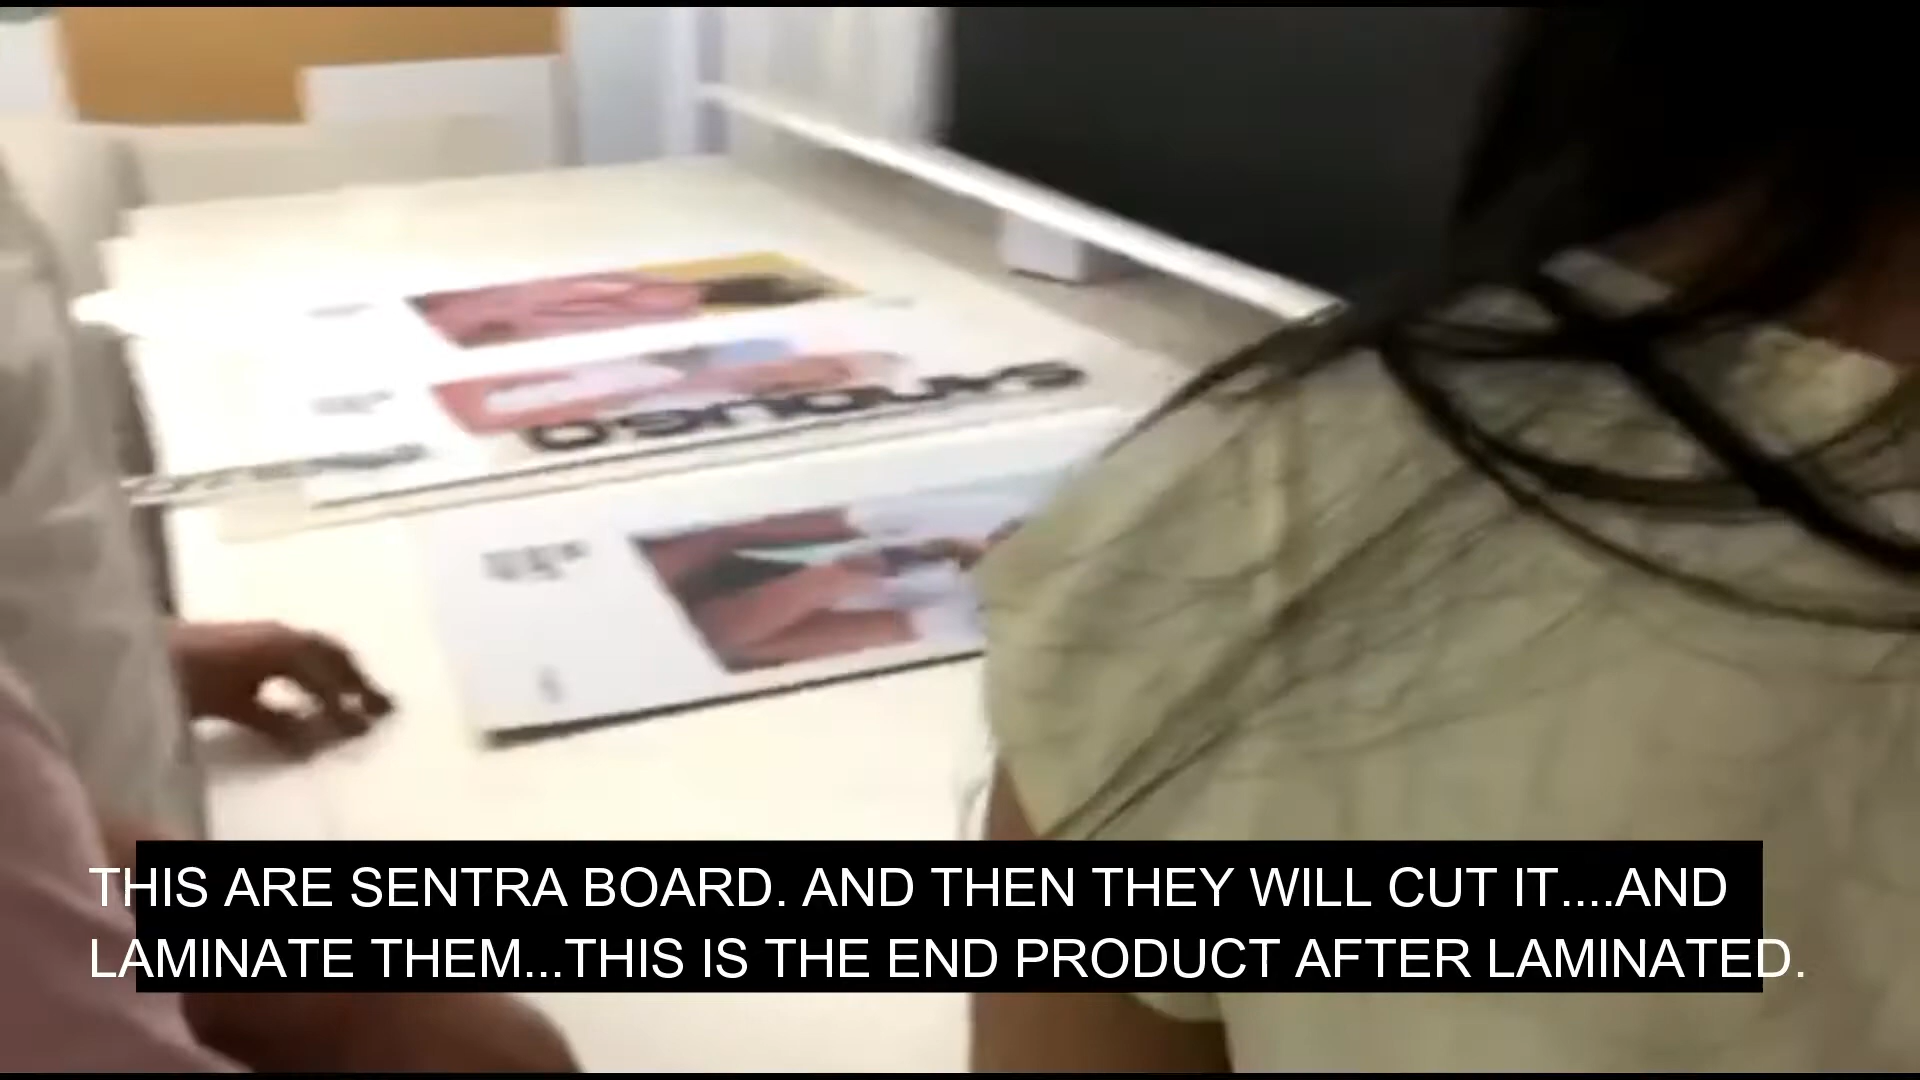 THIS ARE SENTRA BOARD. AND THEN THEY WILL CUT IT....AND
LAMINATE THEM...THIS IS THE END PRODUCT AFTER LAMINATED.